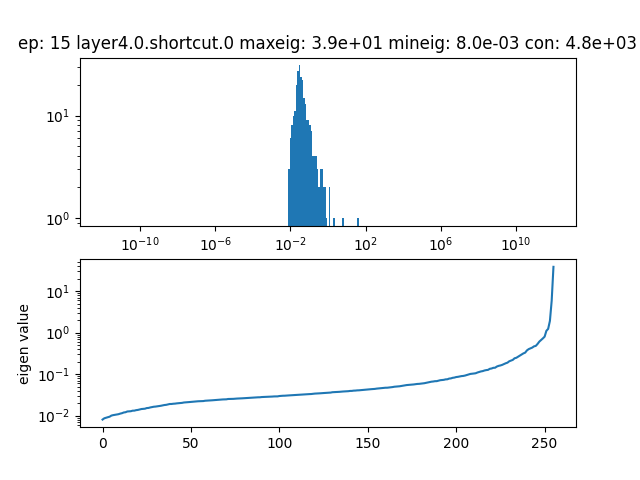 ep: 15 layer4.0.shortcut.0 maxeig: 3.9e+01 mineig: 8.0e-03 con: 4.8e+03
10¹
10⁰
10⁻¹⁰ 10⁻⁶ 10⁻² 10² 10⁶ 10¹⁰
eigen value
10¹
10⁰
10⁻¹
10⁻²
0 50 100 150 200 250